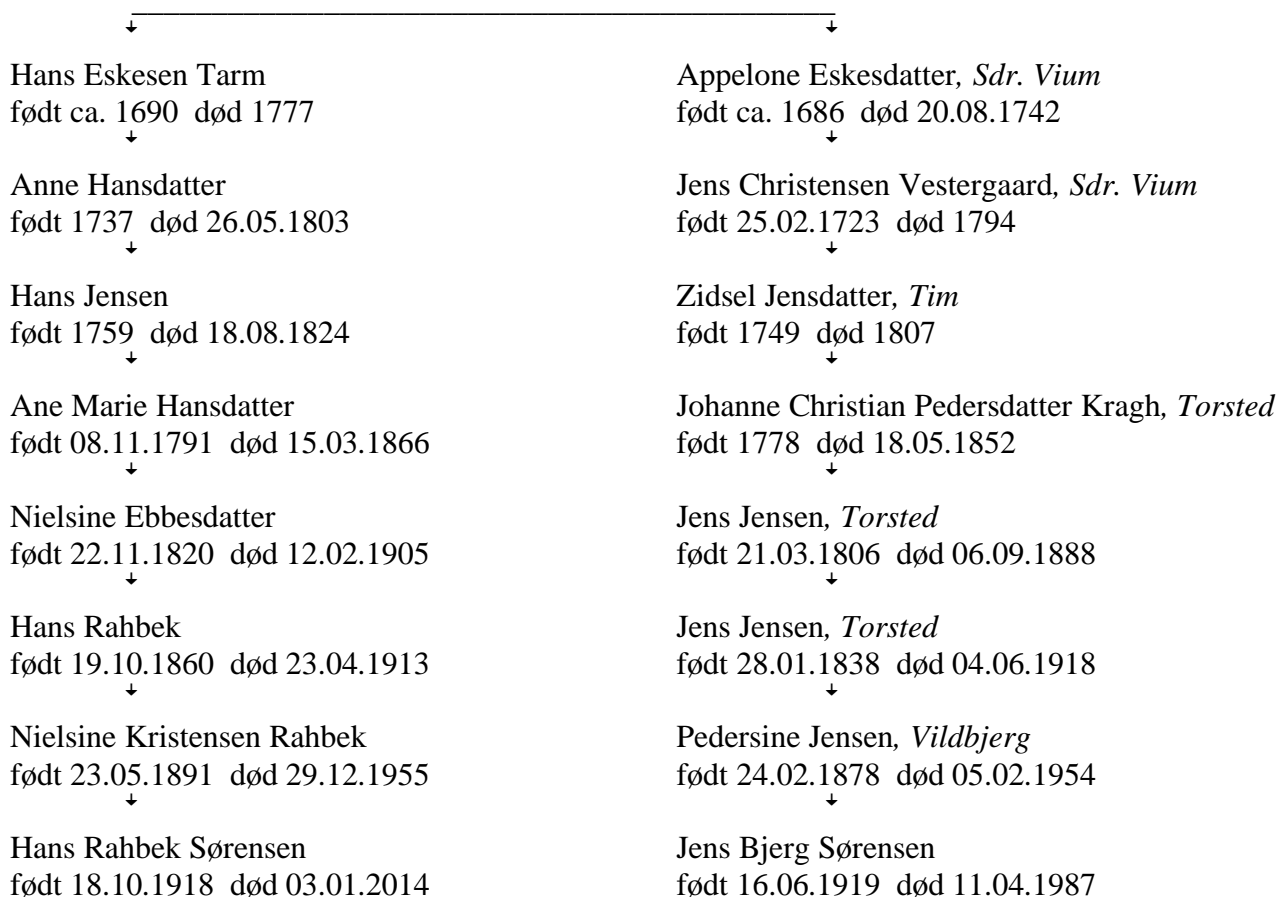 Hans Eskesen Tarm
født ca. 1690 død 1777
Anne Hansdatter
født 1737 død 26.05.1803
Hans Jensen
født 1759 død 18.08.1824
Ane Marie Hansdatter
født 08.11.1791 død 15.03.1866
Nielsine Ebbesdatter
født 22.11.1820 død 12.02.1905
Hans Rahbek
født 19.10.1860 død 23.04.1913
Nielsine Kristensen Rahbek
født 23.05.1891 død 29.12.1955
Hans Rahbek Sørensen
født 18.10.1918 død 03.01.2014
Appelone Eskesdatter, Sdr. Vium
født ca. 1686 død 20.08.1742
Jens Christensen Vestergaard, Sdr. Vium
født 25.02.1723 død 1794
Zidsel Jensdatter, Tim
født 1749 død 1807
Johanne Christian Pedersdatter Kragh, Torsted
født 1778 død 18.05.1852
Jens Jensen, Torsted
født 21.03.1806 død 06.09.1888
Jens Jensen, Torsted
født 28.01.1838 død 04.06.1918
Pedersine Jensen, Vildbjerg
født 24.02.1878 død 05.02.1954
Jens Bjerg Sørensen
født 16.06.1919 død 11.04.1987